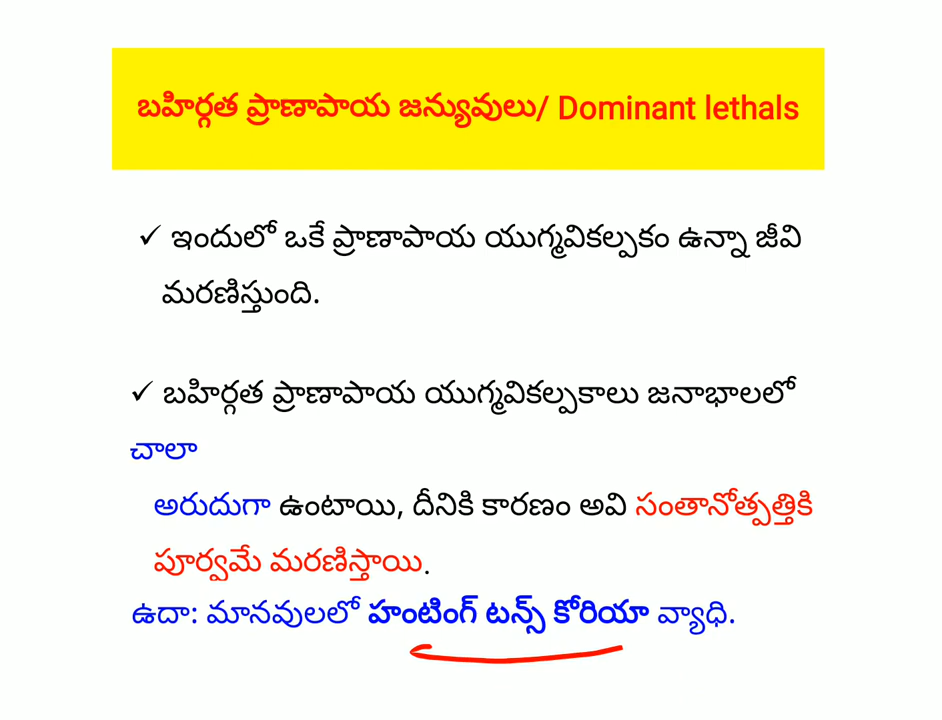 బహిర్గత ప్రాణాపాయ జన్యువులు/ Dominant lethals
✓ ఇందులో ఒకే ప్రాణాపాయ యుగ్మవికల్పకం ఉన్నా జీవి
మరణిస్తుంది.
✓ బహిర్గత ప్రాణాపాయ యుగ్మవికల్పకాలు జనాభాలలో
చాలా
అరుదుగా ఉంటాయి, దీనికి కారణం అవి సంతానోత్పత్తికి
పూర్వమే మరణిస్తాయి.
ఉదా: మానవులలో హంటింగ్ టన్స్ కోరియా వ్యాధి.